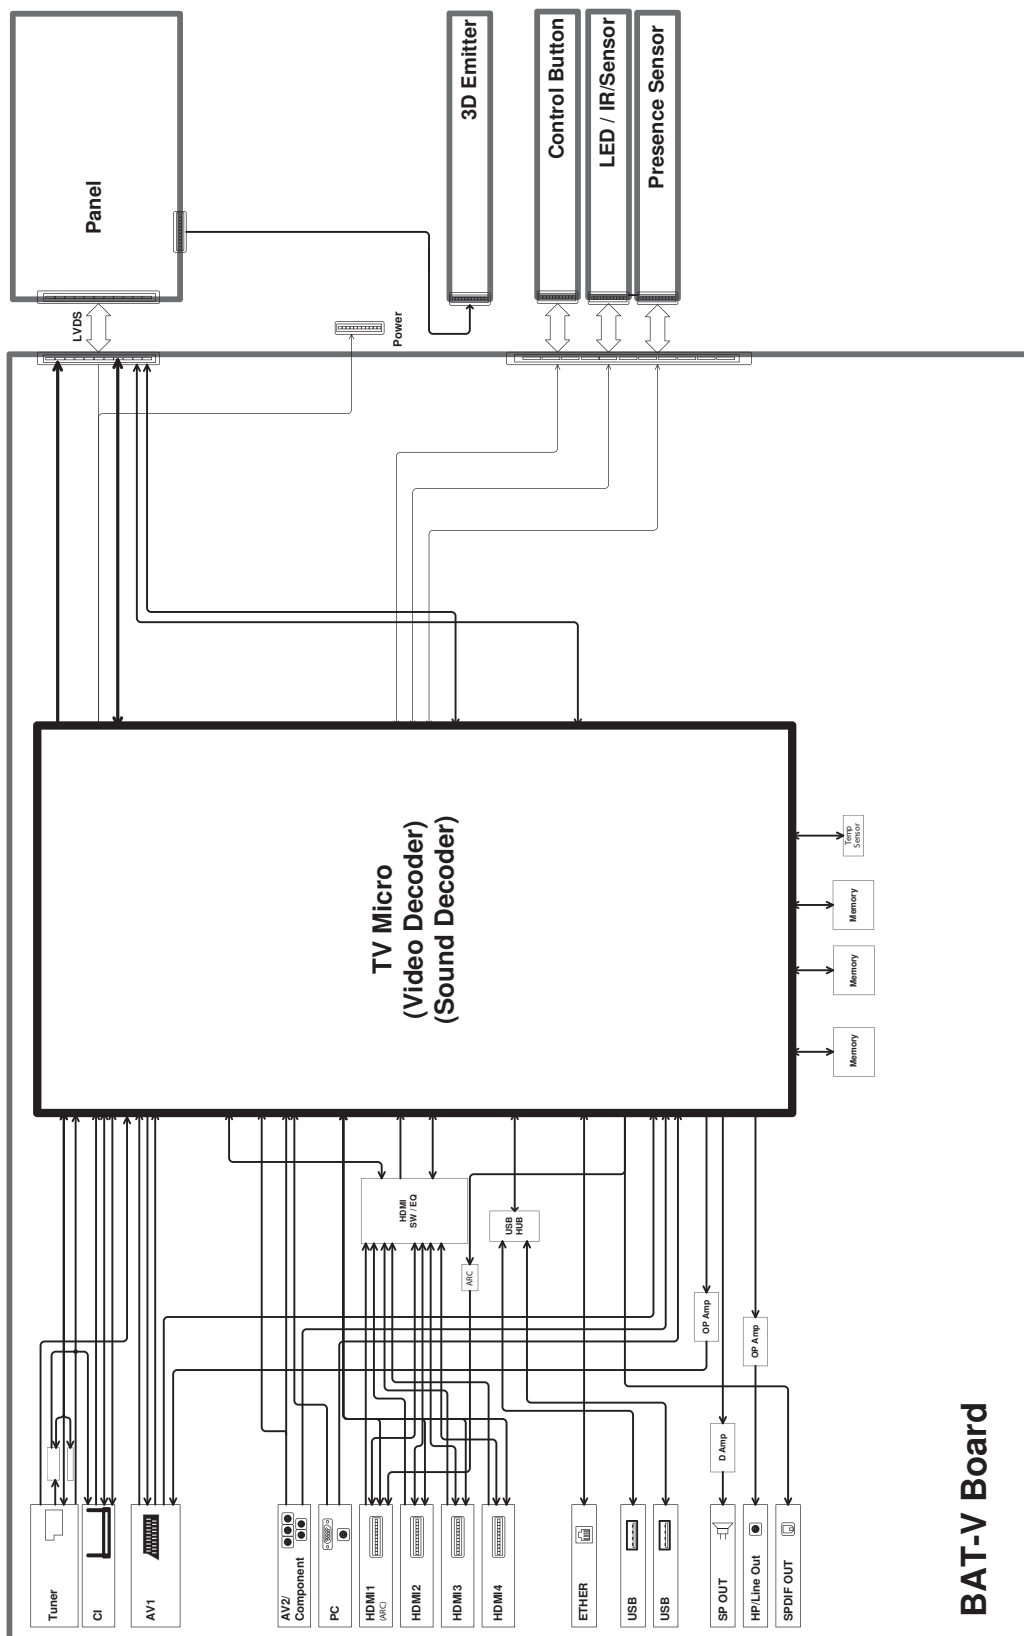 Panel
LVDS
Power
3D Emitter
Control Button
LED / IR/Sensor
Presence Sensor
TV Micro
(Video Decoder)
(Sound Decoder)
Temp
Sensor
Memory
Memory
Memory
HDMI
SW / EQ
USB
HUB
ARC
OP Amp
OP Amp
D Amp
Tuner
CI
AV1
AV2/
Component
PC
HDMI1
(ARC)
HDMI2
HDMI3
HDMI4
ETHER
USB
USB
SP OUT
HP/Line Out
SPDIF OUT
BAT-V Board